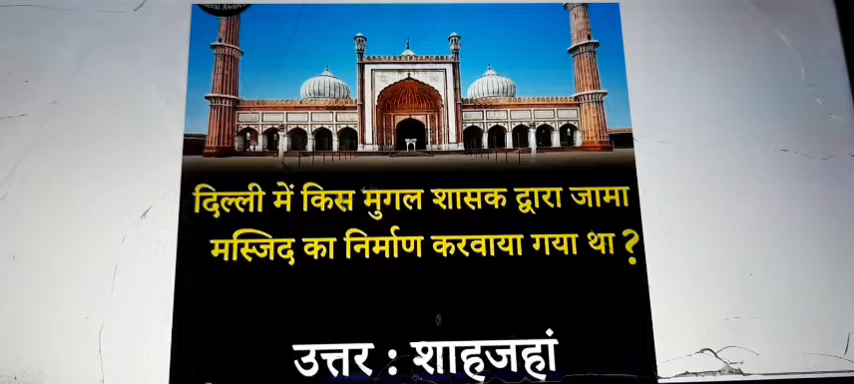 दिल्ली में किस मुगल शासक द्वारा जामा
मस्जिद का निर्माण करवाया गया था ?
उत्तर : शाहजहां